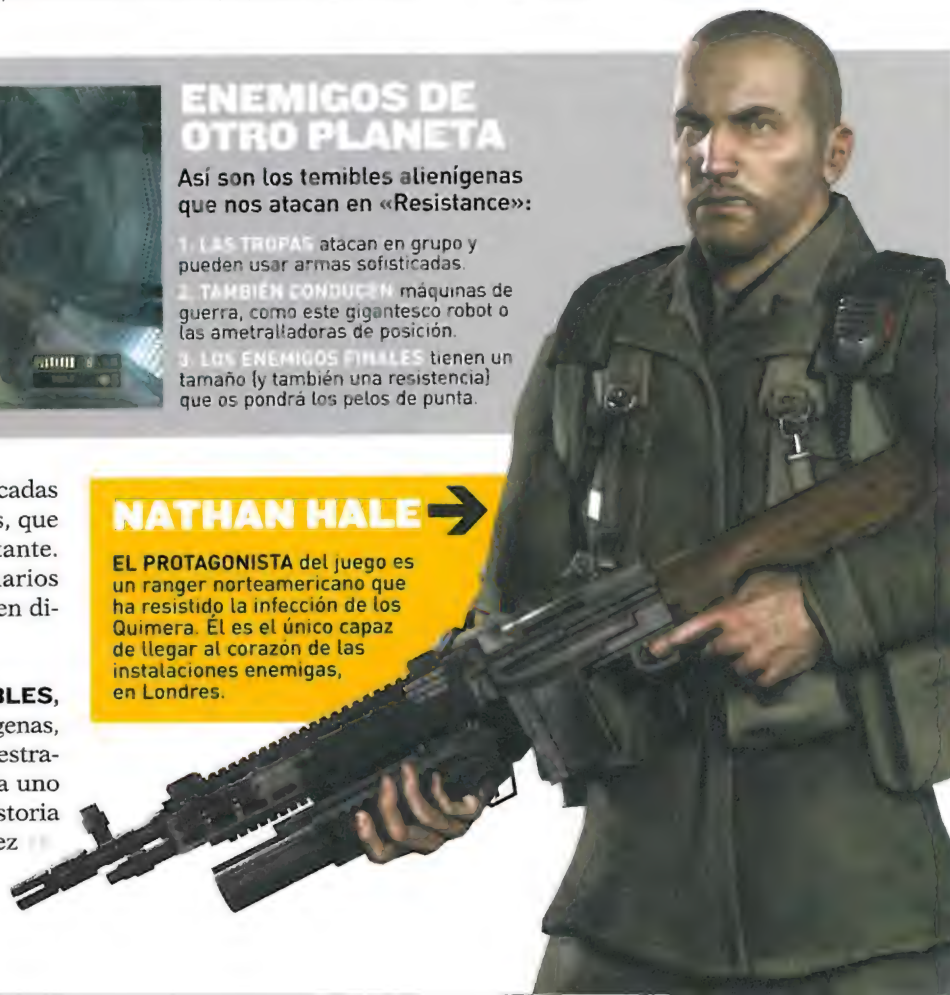 ENEMIGOS DE
OTRO PLANETA
Así son los temibles alienígenas
que nos atacan en «Resistance»:
1. LAS TROPAS atacan en grupo y
pueden usar armas sofisticadas.
2. TAMBIÉN CONDUCEN máquinas de
guerra, como este gigantesco robot o
las ametralladoras de posición.
3. LOS ENEMIGOS FINALES tienen un
tamaño (y también una resistencia)
que os pondrá los pelos de punta.
cadas
s, que
tante.
narios
en di-
BLES,
genas,
estra-
a uno
storia
ez
NATHAN HALE
EL PROTAGONISTA del juego es
un ranger norteamericano que
ha resistido la infección de los
Quimera. Él es el único capaz
de llegar al corazón de las
instalaciones enemigas,
en Londres.